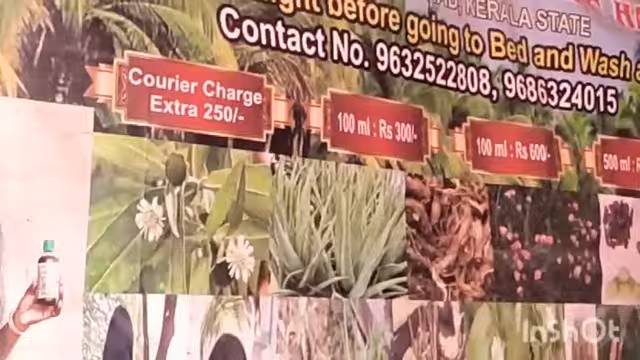 KERALA STATE
ght before going to Bed and Wash
Contact No. 9632522808, 9686324015
Courier Charge
Extra 250/-
100 ml : Rs 300/-
100 ml : Rs 600/-
500 ml :
InShOt